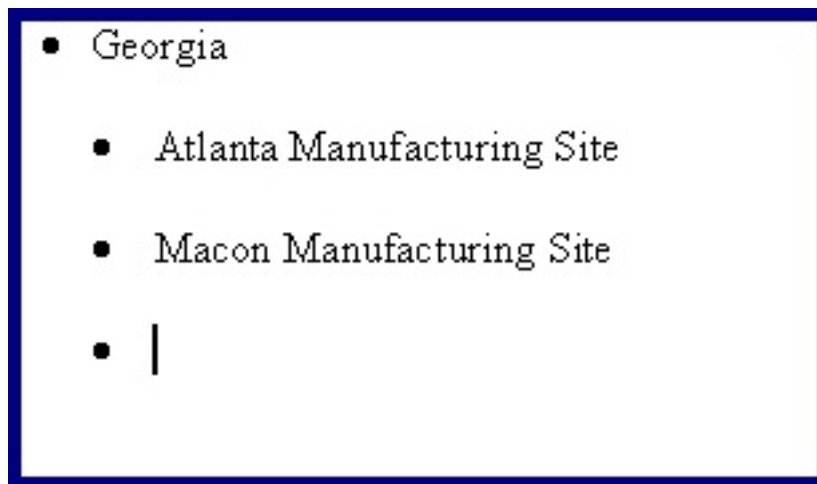 • Georgia
• Atlanta Manufacturing Site
• Macon Manufacturing Site
•